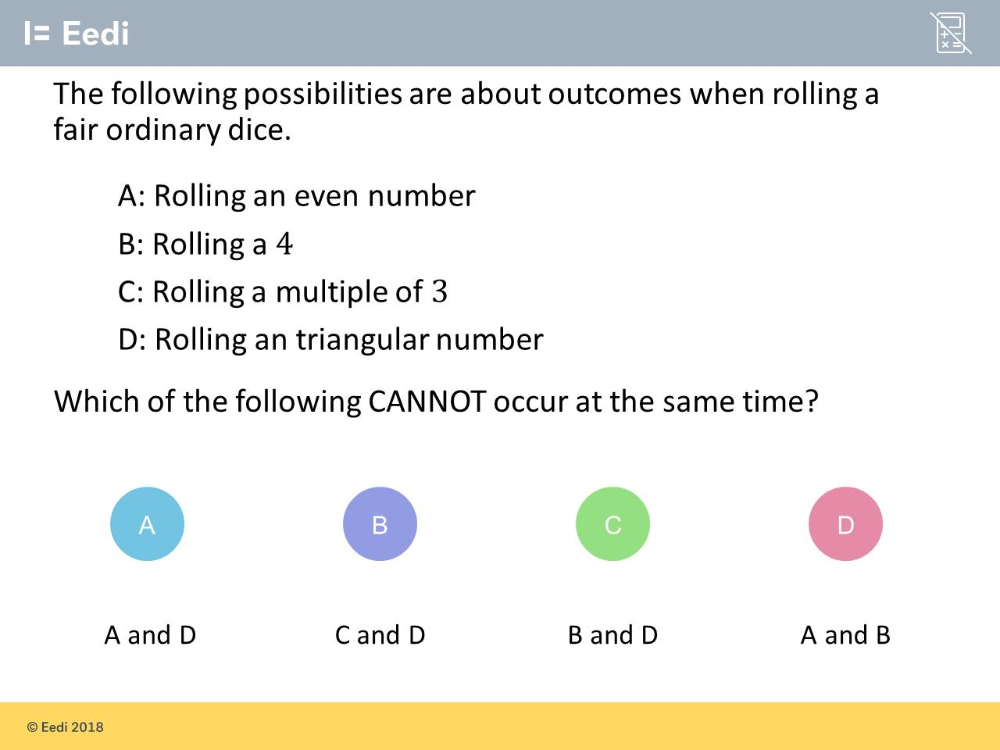 Eedi
The following possibilities are about outcomes when rolling a
fair ordinary dice.
A: Rolling an even number
B: Rolling a 4
C: Rolling a multiple of 3
D: Rolling an triangular number
Which of the following CANNOT occur at the same time?
A
B
C
D
A and D
C and D
B and D
A and B
© Eedi 2018